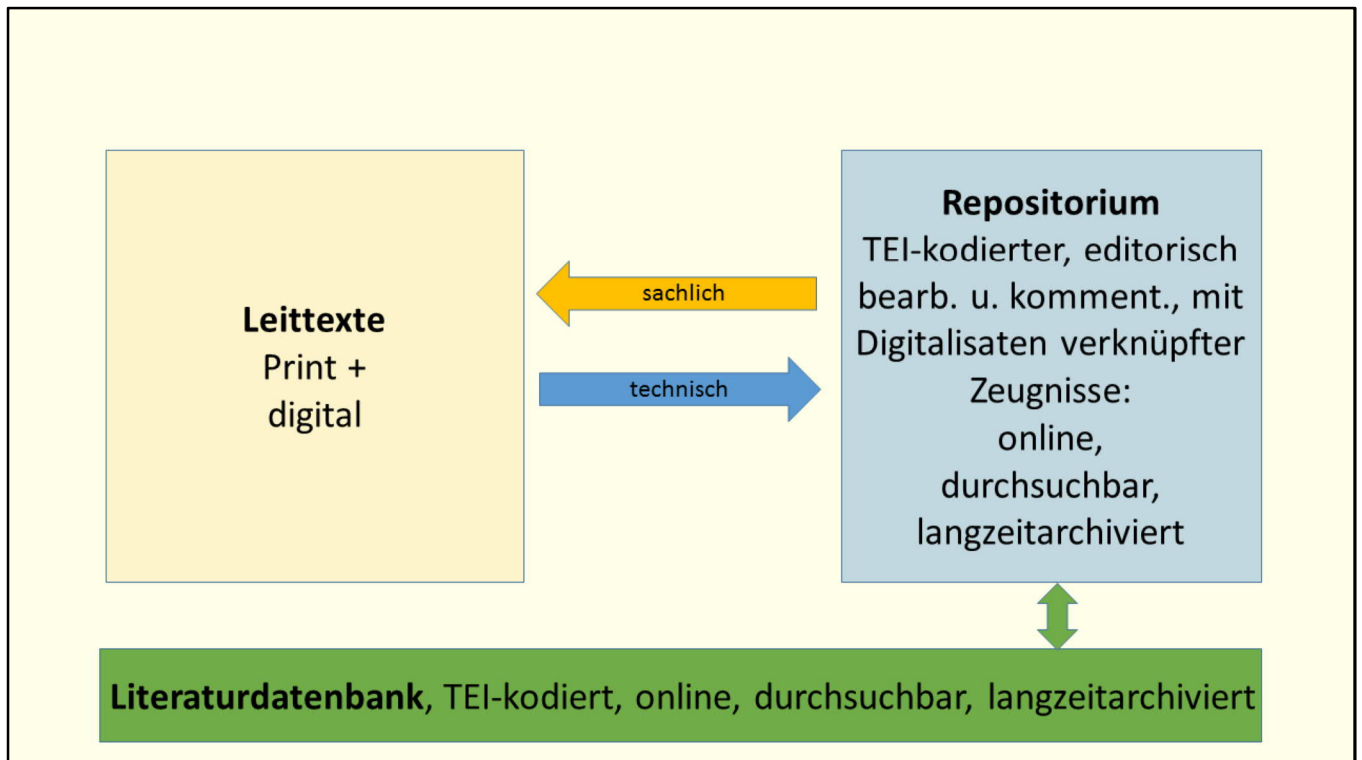 Leittexte
Print +
digital
sachlich
technisch
Repositorium
TEI-kodierter, editorisch
bearb. u. komment., mit
Digitalisaten verknüpfter
Zeugnisse:
online,
durchsuchbar,
langzeitarchiviert
Literaturdatenbank, TEI-kodiert, online, durchsuchbar, langzeitarchiviert